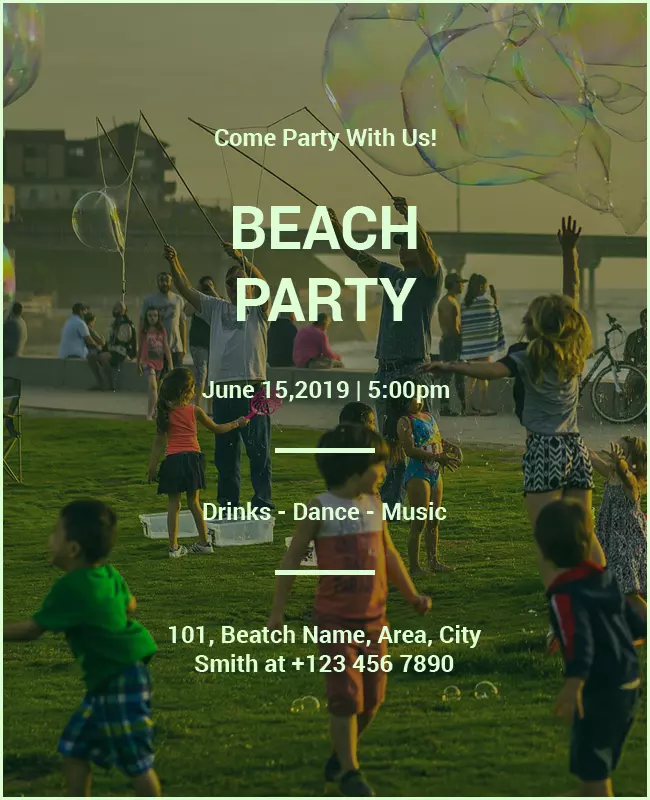 Come Party With Us!
BEACH
PARTY
June 15,2019 | 5:00pm
Drinks - Dance - Music
101, Beatch Name, Area, City
Smith at +123 456 7890